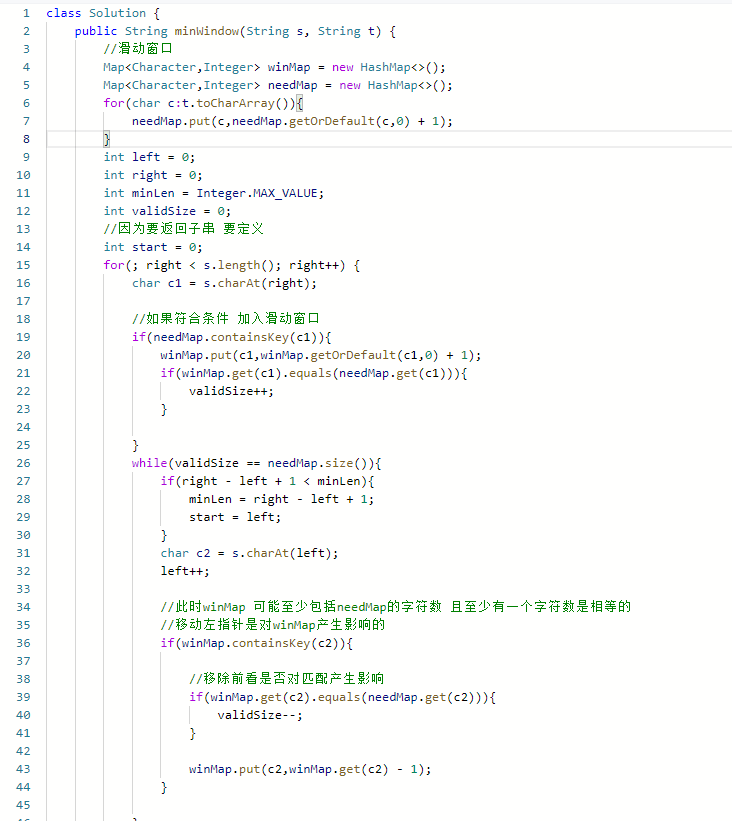 1 class Solution {
2 public String minWindow(String s, String t) {
3 //滑动窗口
4 Map<Character,Integer> winMap = new HashMap<>();
5 Map<Character,Integer> needMap = new HashMap<>();
6 for(char c:t.toCharArray()){
7 needMap.put(c,needMap.getOrDefault(c,0) + 1);
8 }
9 int left = 0;
10 int right = 0;
11 int minLen = Integer.MAX_VALUE;
12 int validSize = 0;
13 //因为要返回子串 要定义
14 int start = 0;
15 for(; right < s.length(); right++) {
16 char c1 = s.charAt(right);
17
18 //如果符合条件 加入滑动窗口
19 if(needMap.containsKey(c1)){
20 winMap.put(c1,winMap.getOrDefault(c1,0) + 1);
21 if(winMap.get(c1).equals(needMap.get(c1))){
22 validSize++;
23 }
24
25 }
26 while(validSize == needMap.size()){
27 if(right - left + 1 < minLen){
28 minLen = right - left + 1;
29 start = left;
30 }
31 char c2 = s.charAt(left);
32 left++;
33
34 //此时winMap 可能至少包括needMap的字符数 且至少有一个字符数是相等的
35 //移动左指针是对winMap产生影响的
36 if(winMap.containsKey(c2)){
37
38 //移除前看是否对匹配产生影响
39 if(winMap.get(c2).equals(needMap.get(c2))){
40 validSize--;
41 }
42
43 winMap.put(c2,winMap.get(c2) - 1);
44 }
45